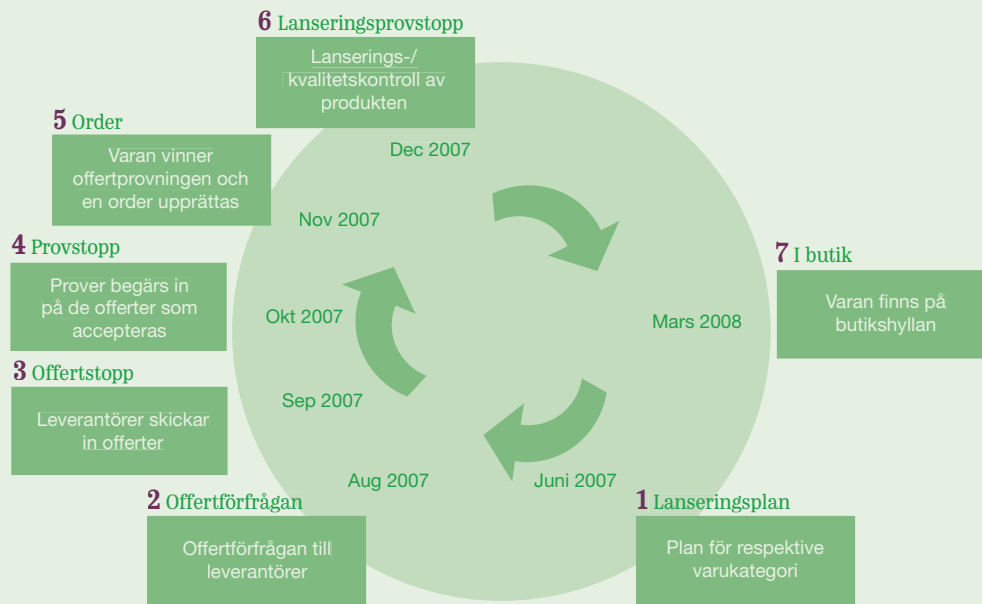 6 Lanseringsprovstopp
Lanserings-/
kvalitetskontroll av
produkten
5 Order
Varan vinner
offertprovningen och
en order upprättas
Dec 2007
Nov 2007
4 Provstopp
Prover begärs in
på de offerter som
accepteras
7 I butik
Varan finns på
butikshyllan
Okt 2007
Mars 2008
3 Offertstopp
Leverantörer skickar
in offerter
Sep 2007
Aug 2007
Juni 2007
2 Offertförfrågan
Offertförfrågan till
leverantörer
1 Lanseringsplan
Plan för respektive
varukategori